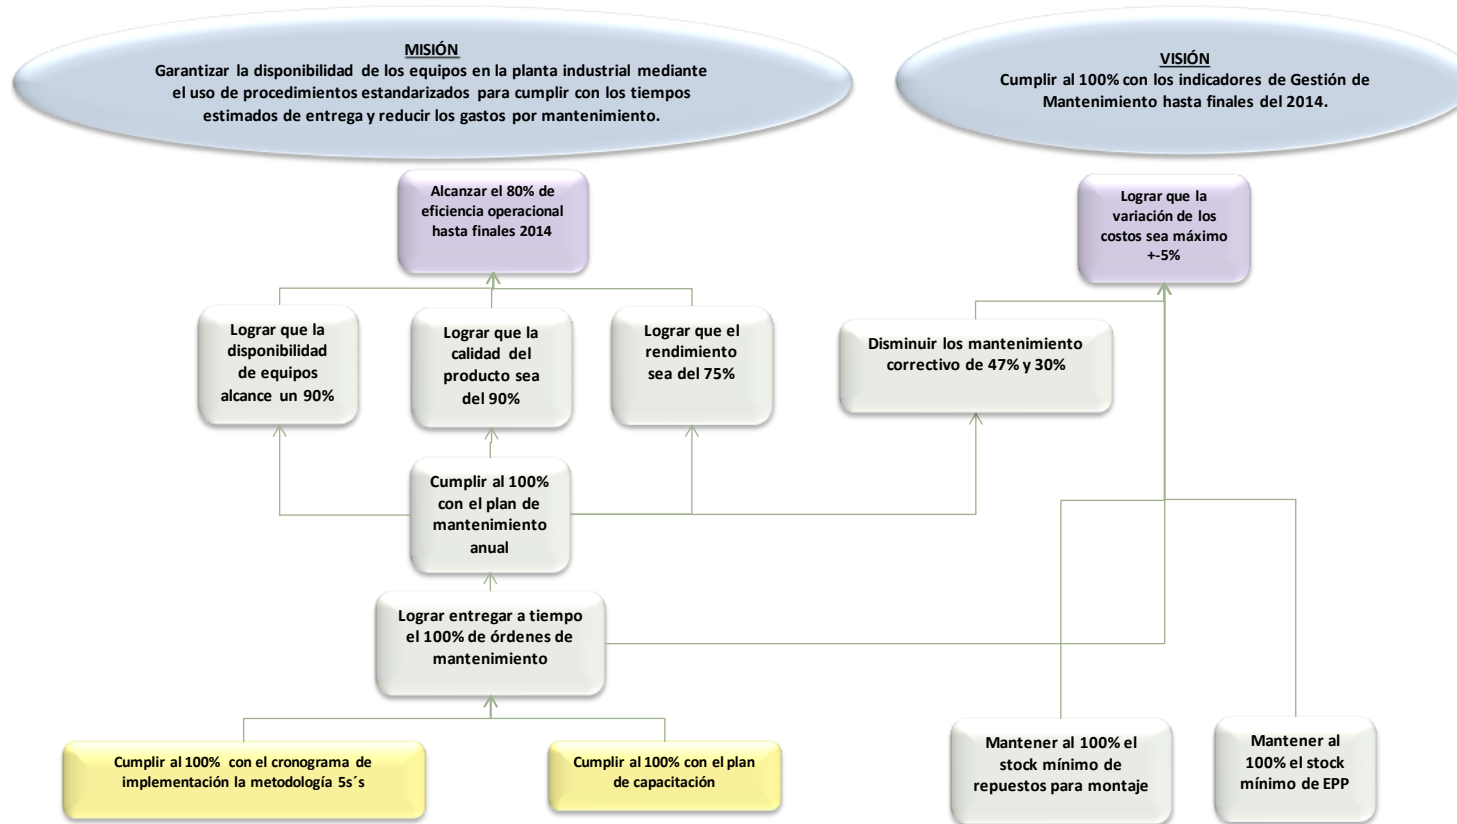 MISIÓN
Garantizar la disponibilidad de los equipos en la planta industrial mediante
el uso de procedimientos estandarizados para cumplir con los tiempos
estimados de entrega y reducir los gastos por mantenimiento.
VISIÓN
Cumplir al 100% con los indicadores de Gestión de
Mantenimiento hasta finales del 2014.
Alcanzar el 80% de
eficiencia operacional
hasta finales 2014
Lograr que la
variación de los
costos sea máximo
+-5%
Lograr que la
disponibilidad
de equipos
alcance un 90%
Lograr que la
calidad del
producto sea
del 90%
Lograr que el
rendimiento
sea del 75%
Disminuir los mantenimiento
correctivo de 47% y 30%
Cumplir al 100%
con el plan de
mantenimiento
anual
Lograr entregar a tiempo
el 100% de órdenes de
mantenimiento
Cumplir al 100% con el cronograma de
implementación la metodología 5s´s
Cumplir al 100% con el plan
de capacitación
Mantener al 100% el
stock mínimo de
repuestos para montaje
Mantener al
100% el stock
mínimo de EPP